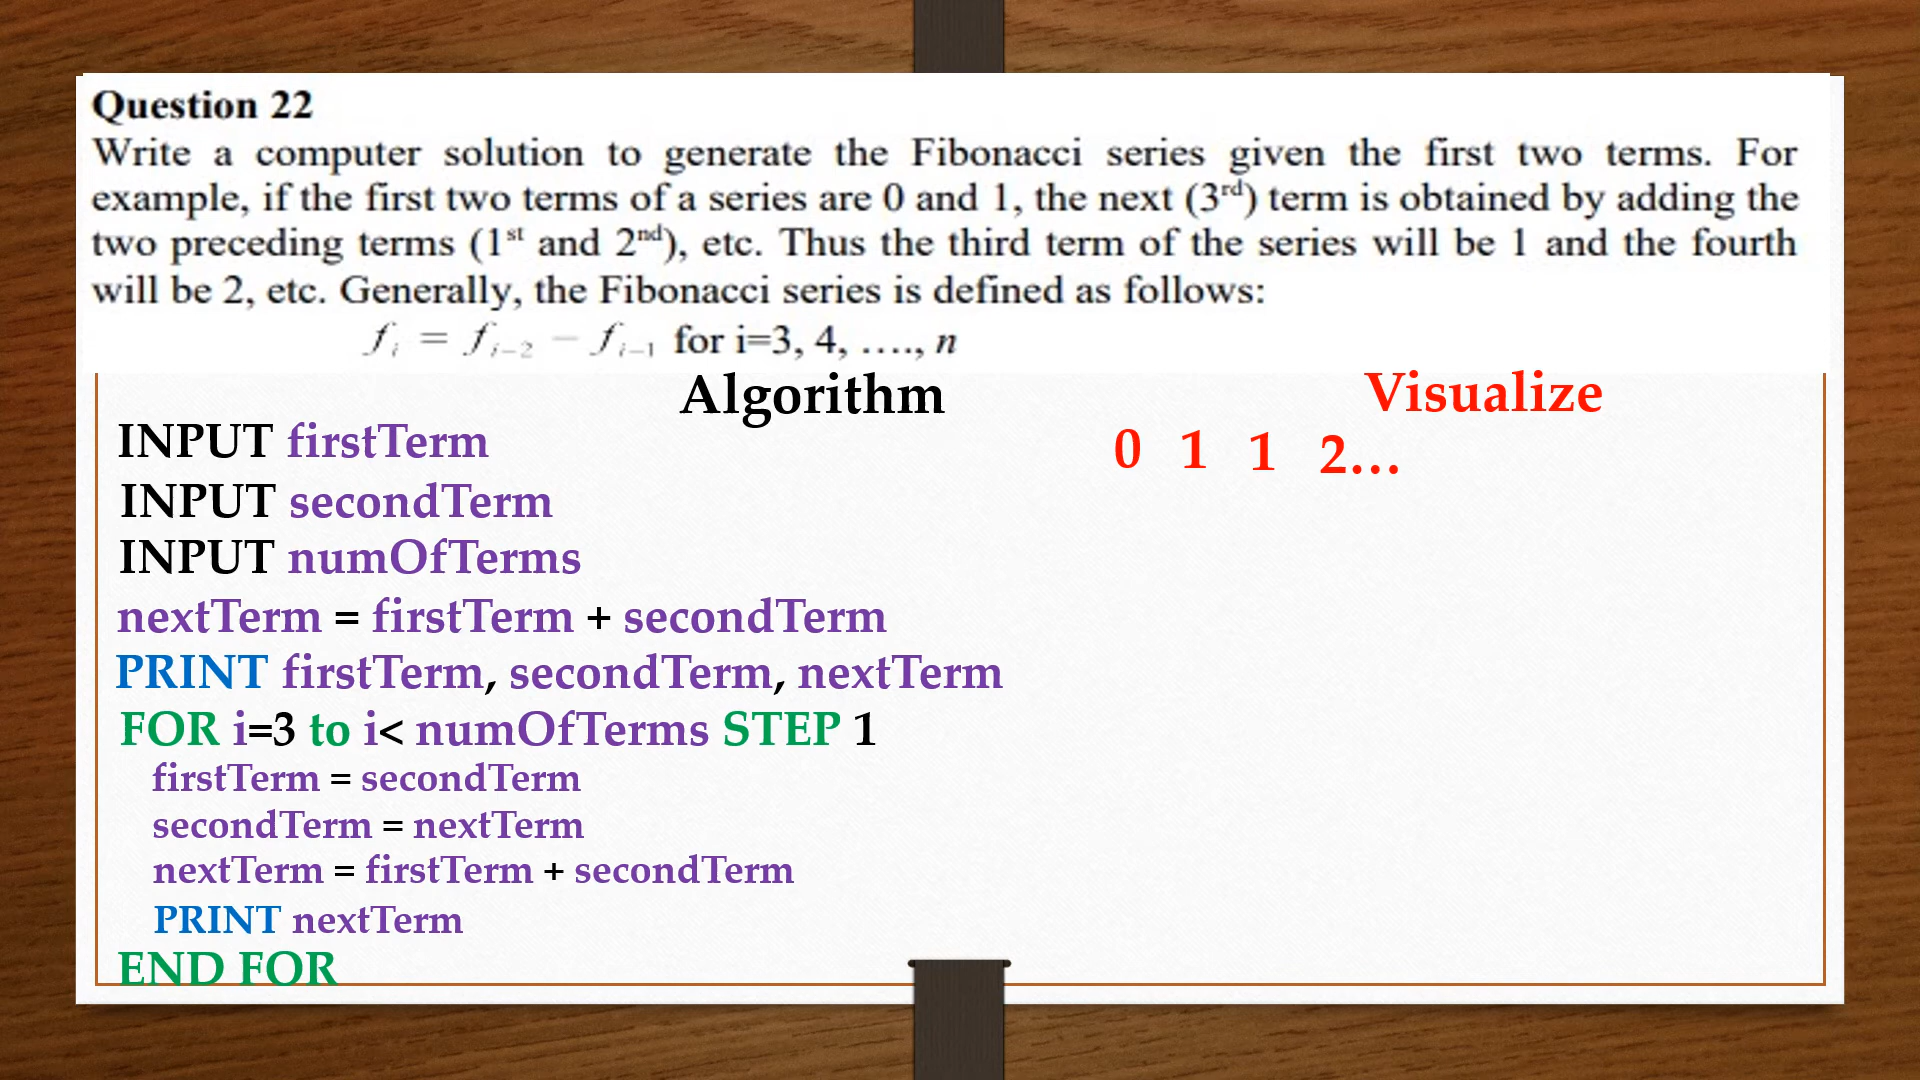 Question 22
Write a computer solution to generate the Fibonacci series given the first two terms. For
example, if the first two terms of a series are 0 and 1, the next (3rd) term is obtained by adding the
two preceding terms (1st and 2nd), etc. Thus the third term of the series will be 1 and the fourth
will be 2, etc. Generally, the Fibonacci series is defined as follows:
f_i = f_{i-2} − f_{i-1} for i=3, 4, …., n
Algorithm
INPUT firstTerm
INPUT secondTerm
INPUT numOfTerms
nextTerm = firstTerm + secondTerm
PRINT firstTerm, secondTerm, nextTerm
FOR i=3 to i< numOfTerms STEP 1
firstTerm = secondTerm
secondTerm = nextTerm
nextTerm = firstTerm + secondTerm
PRINT nextTerm
END FOR
Visualize
0 1 1 2…